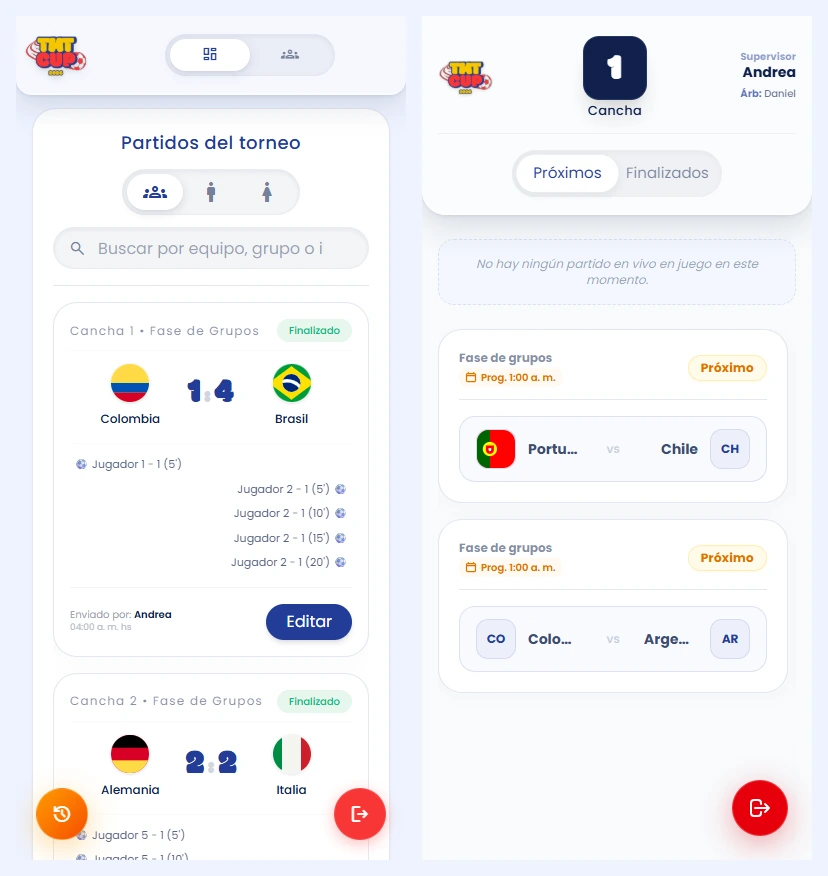 TNT
CUP
2026
Partidos del torneo
Buscar por equipo, grupo o i
Cancha 1 • Fase de Grupos
Finalizado
1:4
Colombia
Brasil
Jugador 1 - 1 (5')
Jugador 2 - 1 (5')
Jugador 2 - 1 (10')
Jugador 2 - 1 (15')
Jugador 2 - 1 (20')
Enviado por: Andrea
04:00 a. m. hs
Editar
Cancha 2 • Fase de Grupos
Finalizado
2:2
Alemania
Italia
Jugador 5 - 1 (5')
Jugador 5 - 1 (10')
TNT
CUP
2026
1
Cancha
Supervisor
Andrea
Árb: Daniel
Próximos
Finalizados
No hay ningún partido en vivo en juego en este
momento.
Fase de grupos
Prog. 1:00 a. m.
Próximo
Portu...
vs
Chile
CH
Fase de grupos
Prog. 1:00 a. m.
Próximo
CO
Colo...
vs
Arge...
AR